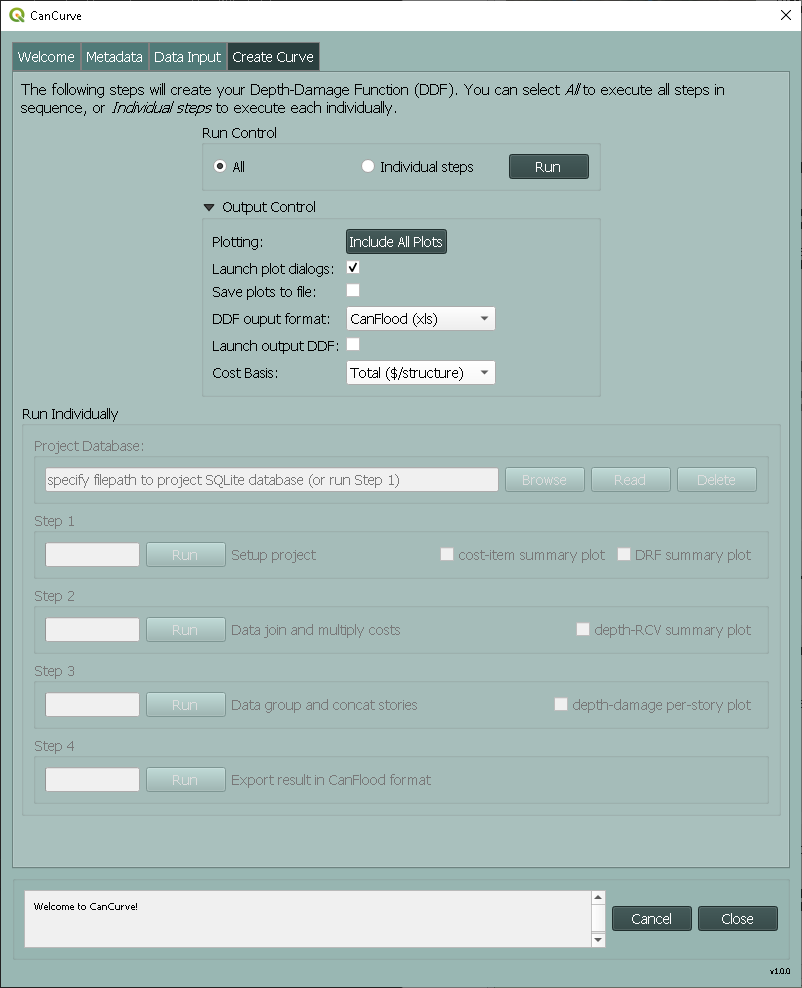 CanCurve
Welcome Metadata Data Input Create Curve
The following steps will create your Depth-Damage Function (DDF). You can select All to execute all steps in
sequence, or Individual steps to execute each individually.
Run Control
All Individual steps Run
Output Control
Plotting: Include All Plots
Launch plot dialogs:
Save plots to file:
DDF ouput format: CanFlood (xls)
Launch output DDF:
Cost Basis: Total ($/structure)
Run Individually
Project Database:
specify filepath to project SQLite database (or run Step 1) Browse Read Delete
Step 1
Run Setup project cost-item summary plot DRF summary plot
Step 2
Run Data join and multiply costs depth-RCV summary plot
Step 3
Run Data group and concat stories depth-damage per-story plot
Step 4
Run Export result in CanFlood format
Welcome to CanCurve!
Cancel Close
v1.0.0